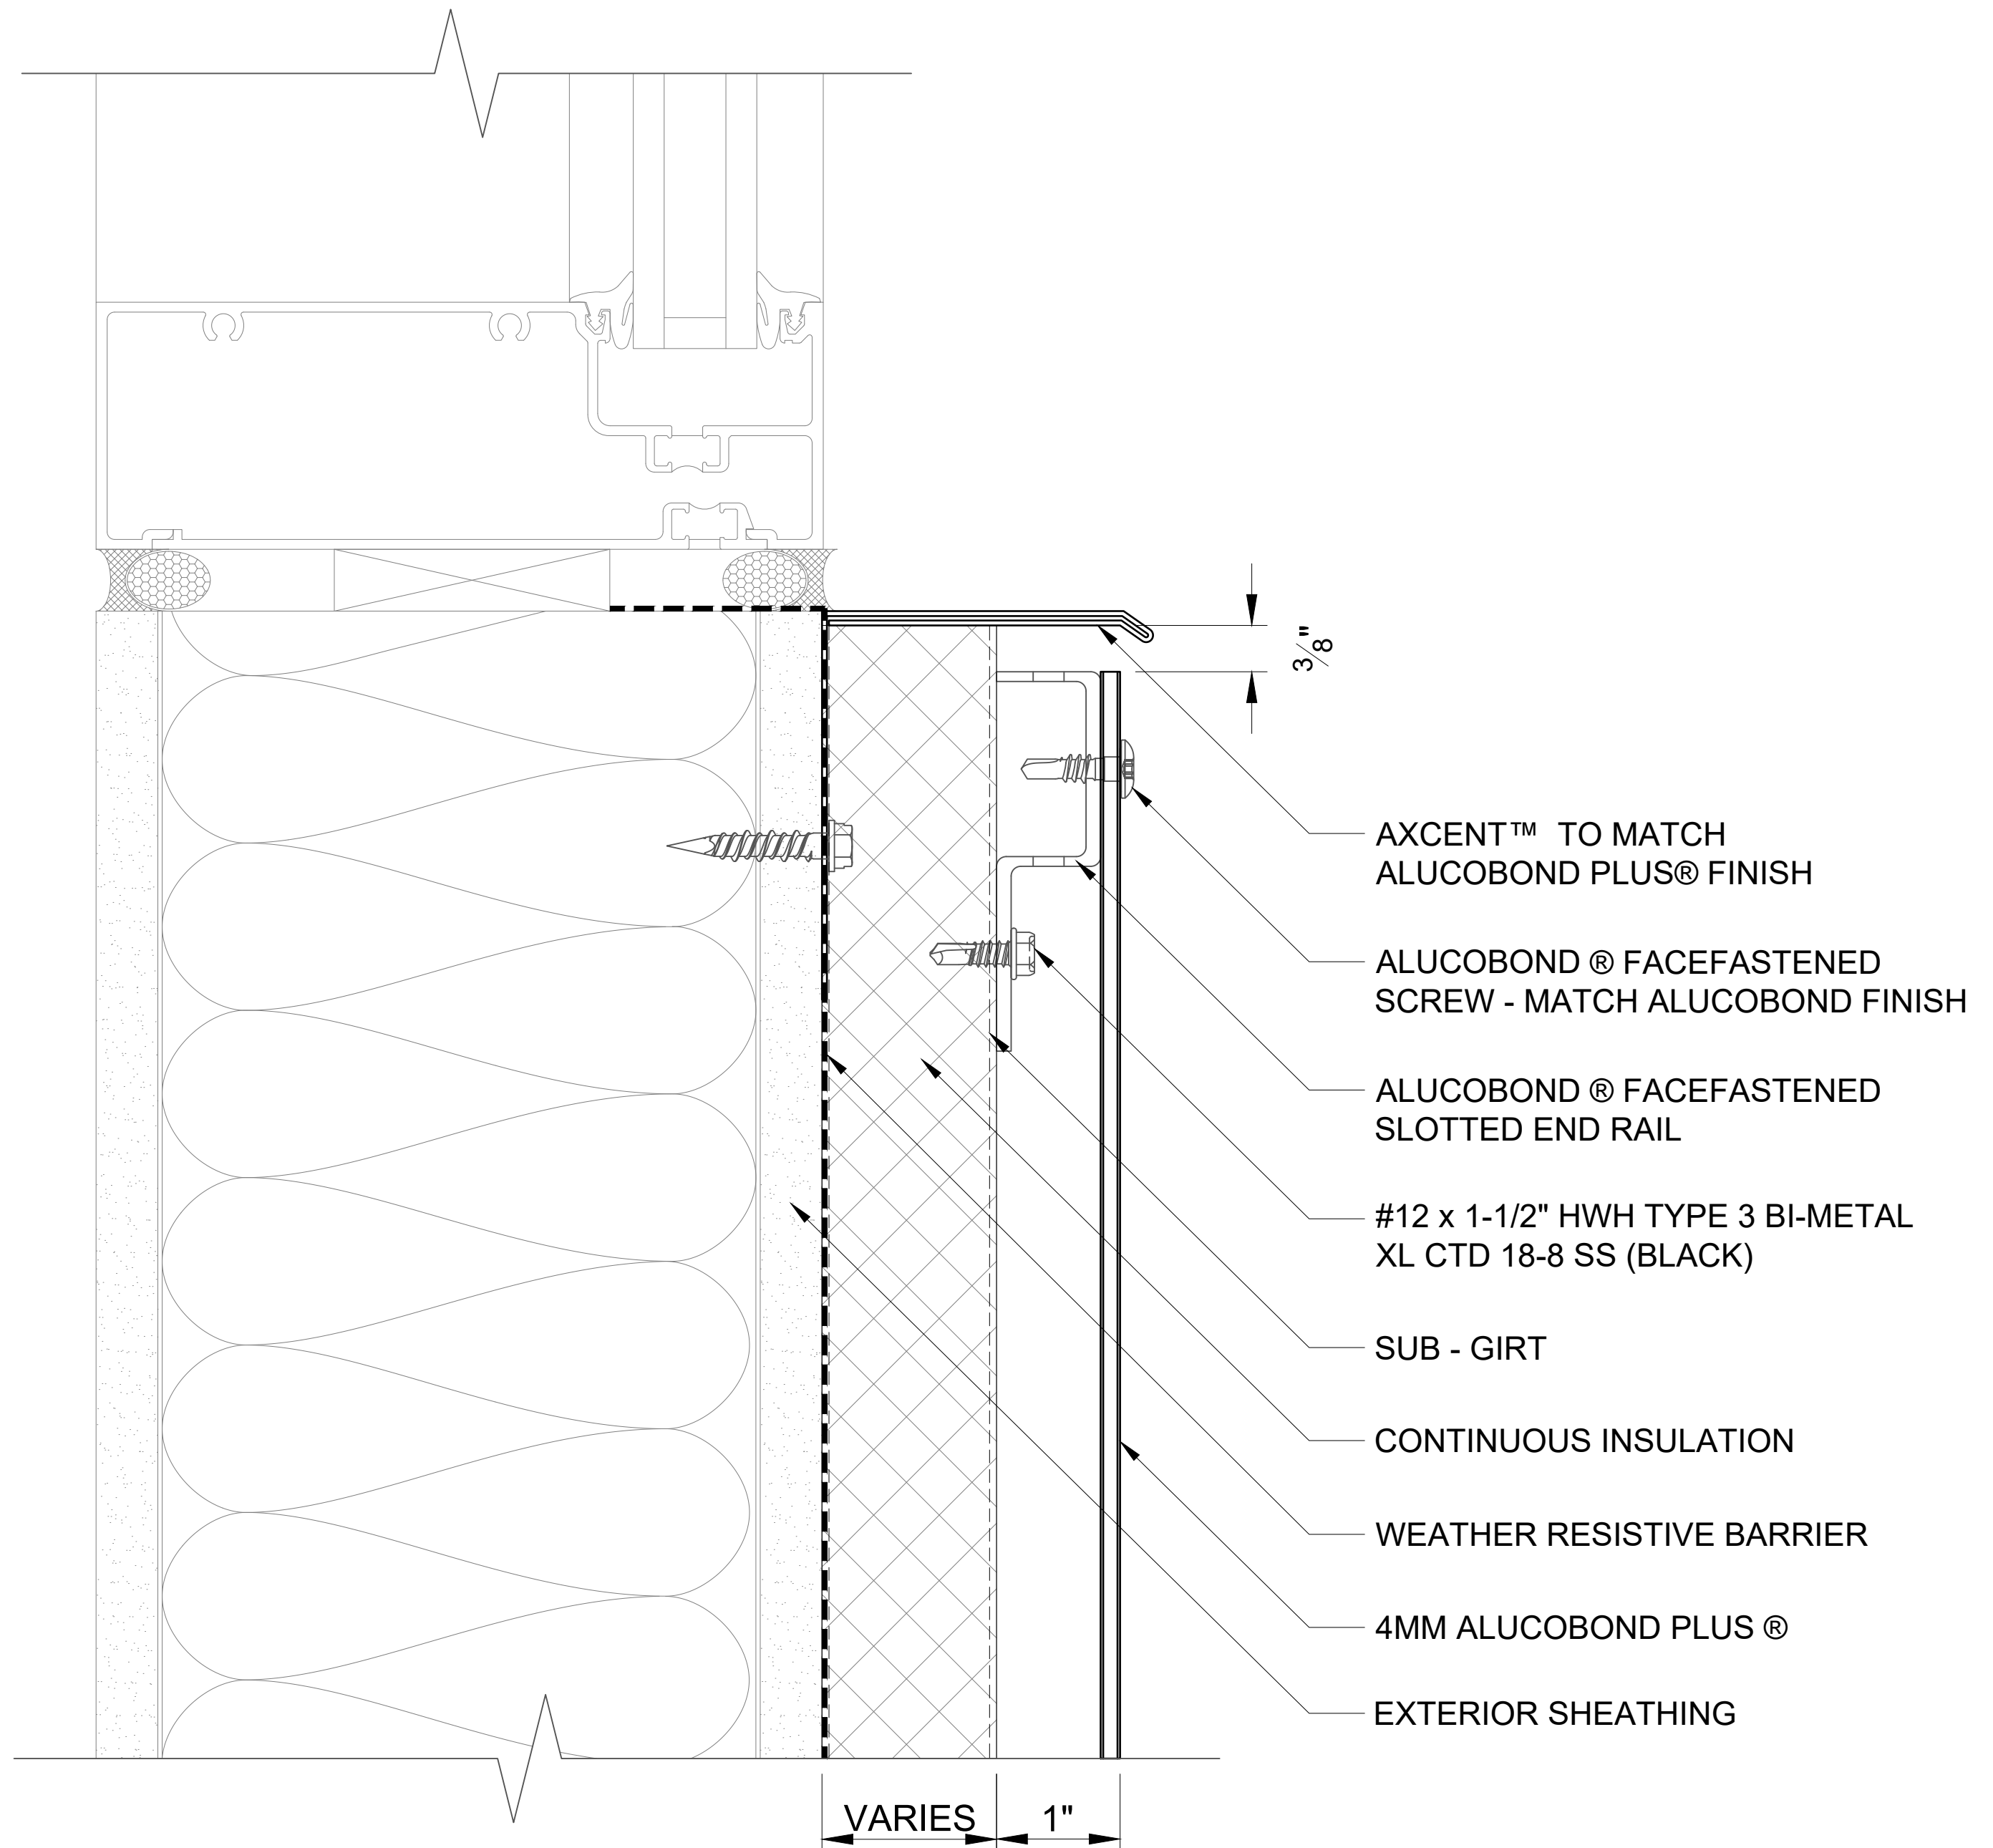 3/8"
AXCENT™ TO MATCH
ALUCOBOND PLUS® FINISH
ALUCOBOND ® FACEFASTENED
SCREW - MATCH ALUCOBOND FINISH
ALUCOBOND ® FACEFASTENED
SLOTTED END RAIL
#12 x 1-1/2" HWH TYPE 3 BI-METAL
XL CTD 18-8 SS (BLACK)
SUB - GIRT
CONTINUOUS INSULATION
WEATHER RESISTIVE BARRIER
4MM ALUCOBOND PLUS ®
EXTERIOR SHEATHING
VARIES 1"